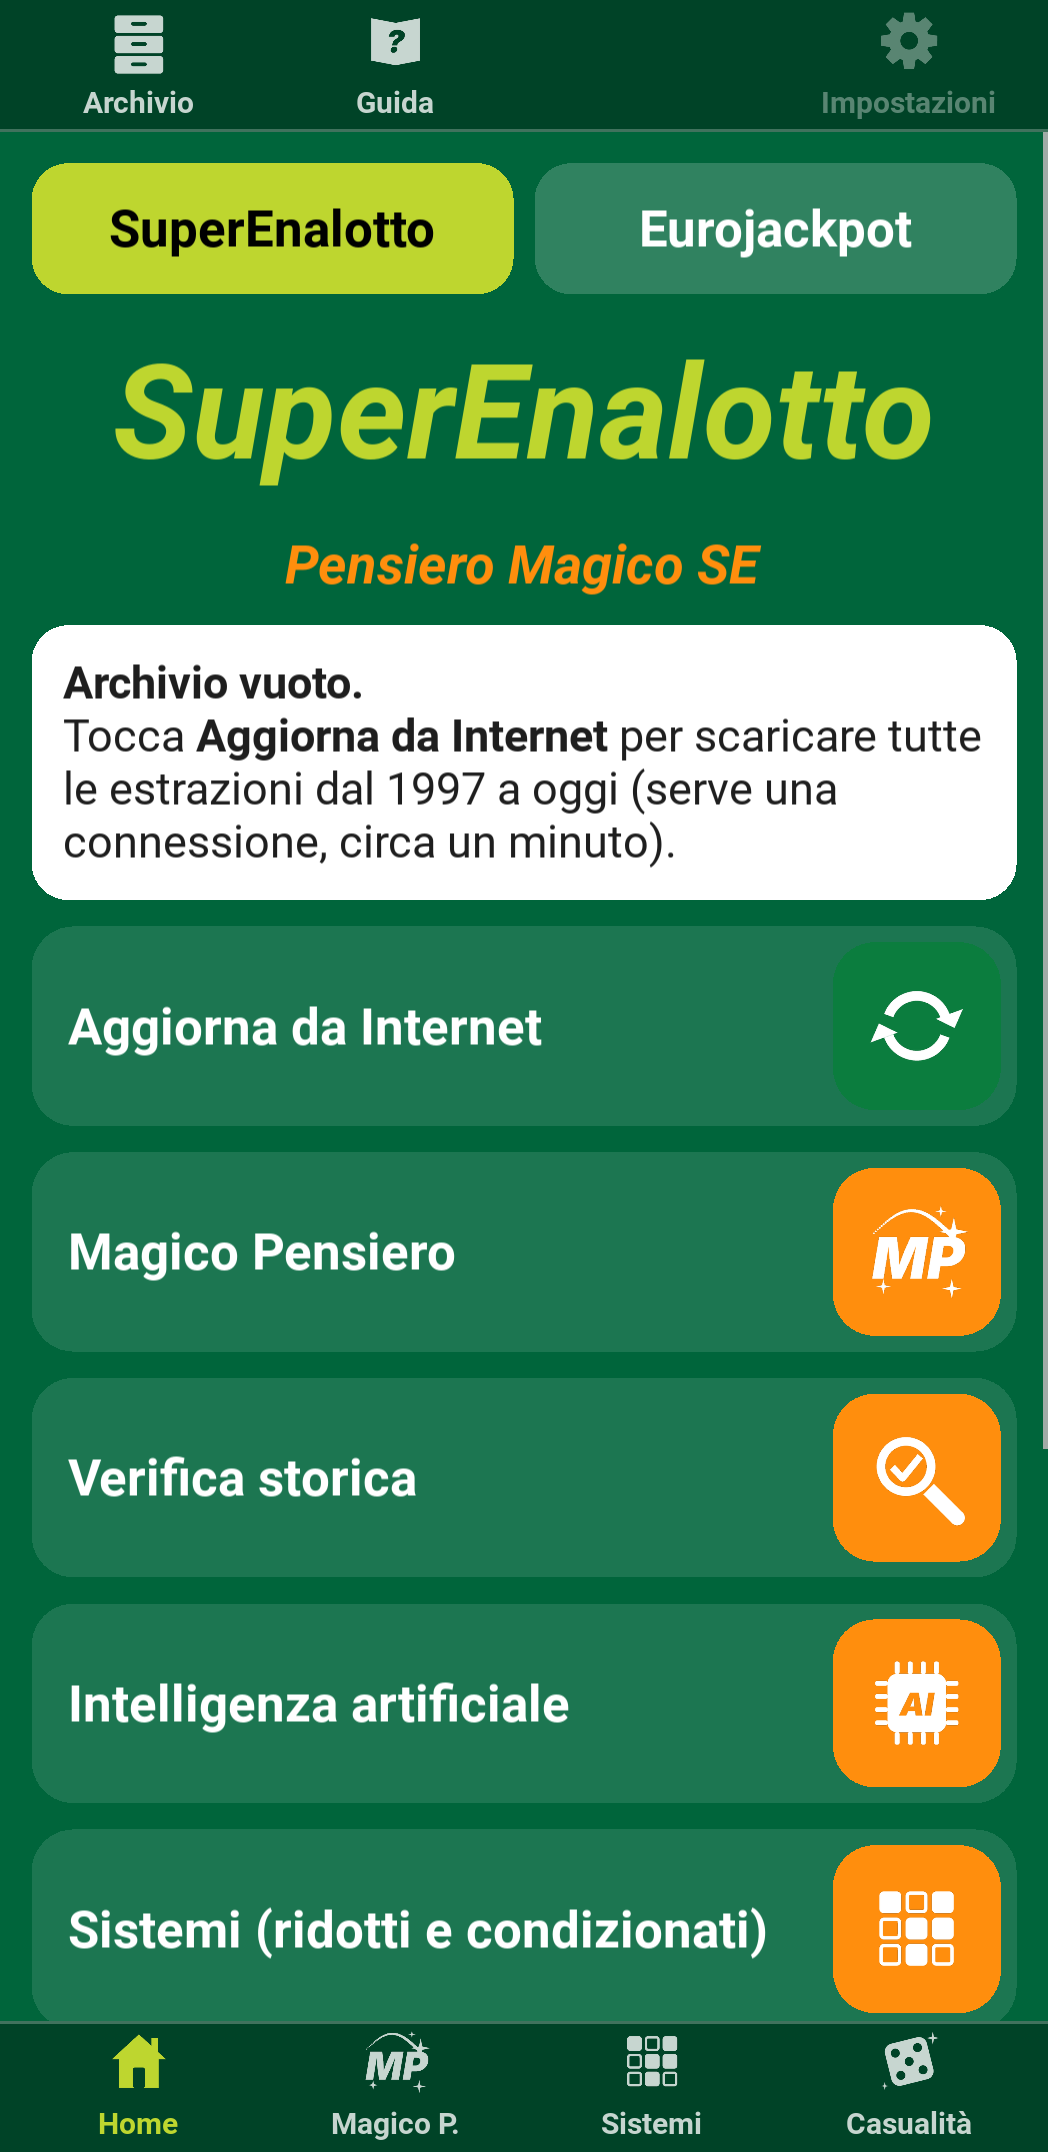 Archivio
Guida
Impostazioni
SuperEnalotto
Eurojackpot
SuperEnalotto
Pensiero Magico SE
Archivio vuoto.
Tocca Aggiorna da Internet per scaricare tutte
le estrazioni dal 1997 a oggi (serve una
connessione, circa un minuto).
Aggiorna da Internet
Magico Pensiero
MP
Verifica storica
Intelligenza artificiale
AI
Sistemi (ridotti e condizionati)
MP
Home
Magico P.
Sistemi
Casualità